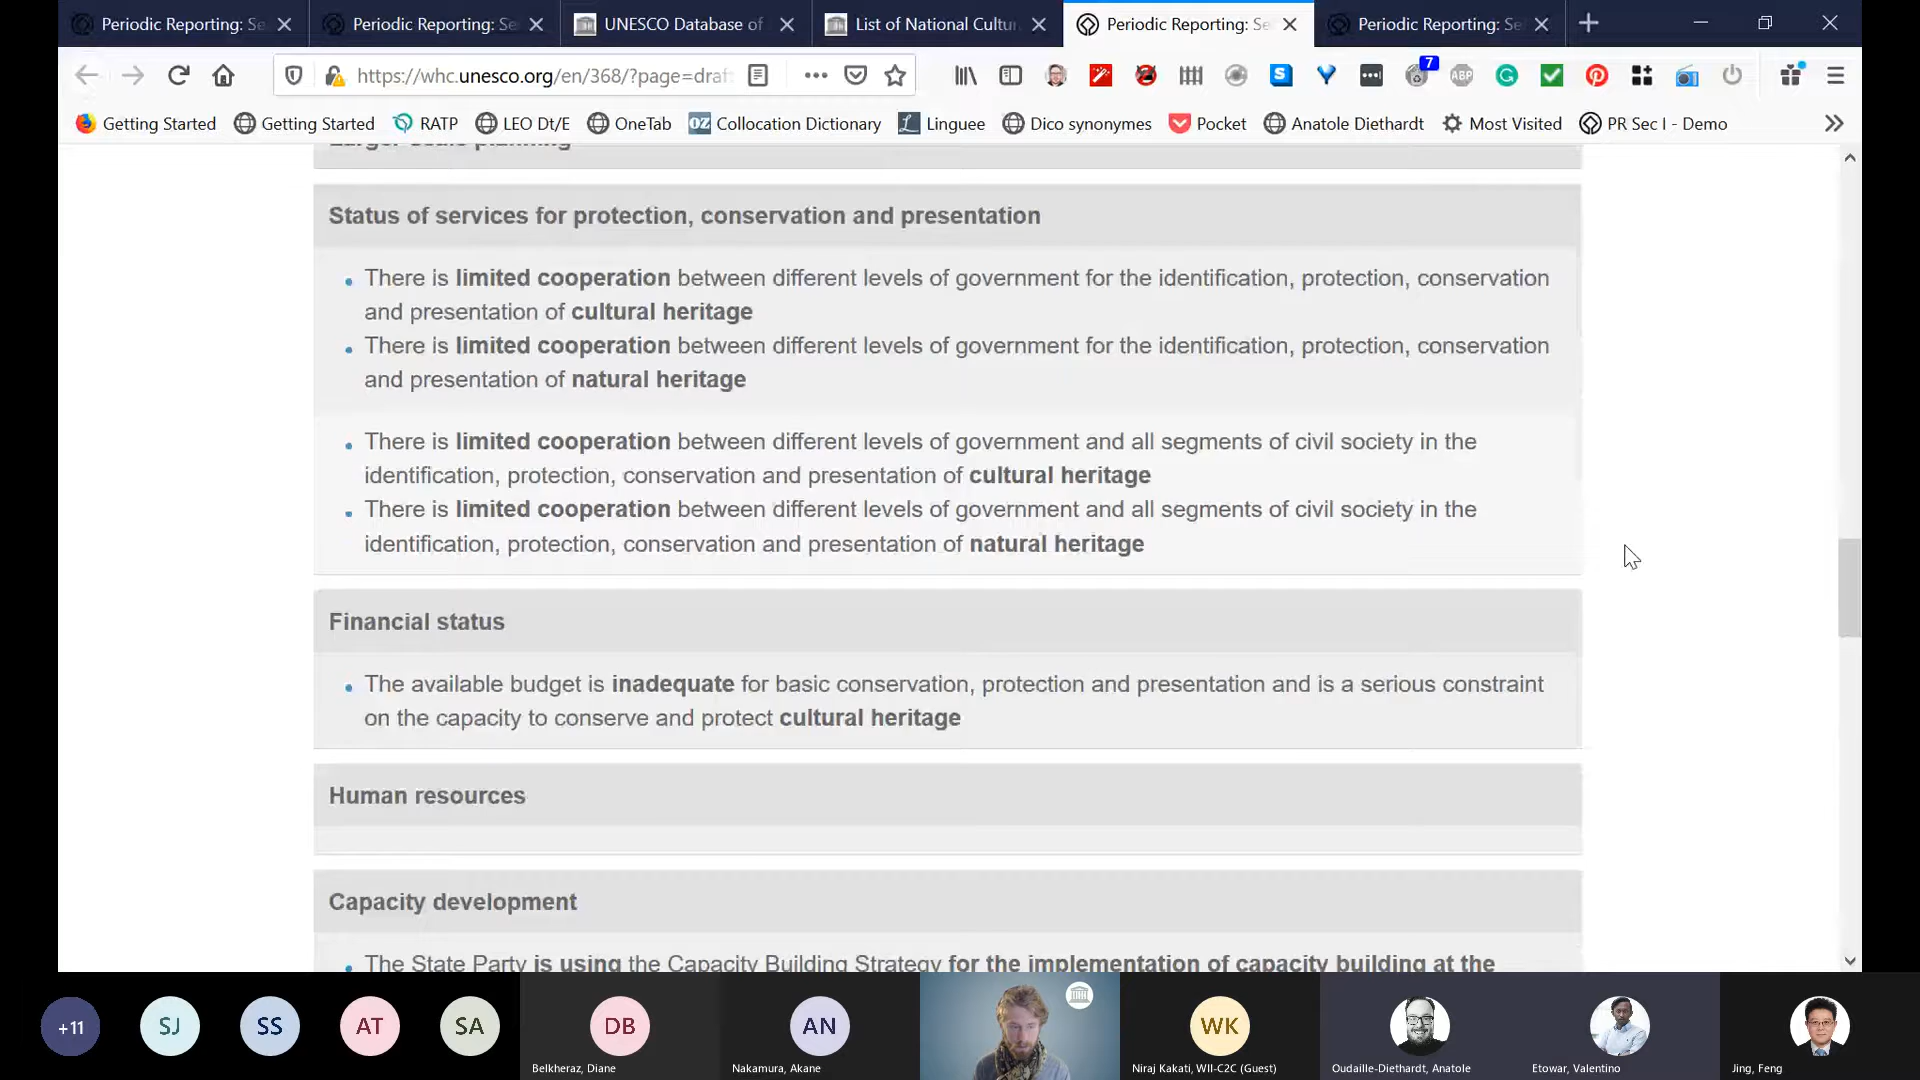 Periodic Reporting: Se
Periodic Reporting: Se
UNESCO Database of
List of National Cultur
Periodic Reporting: Se
Periodic Reporting: Se
https://whc.unesco.org/en/368/?page=draf
7
ABP
Getting Started
Getting Started
RATP
LEO Dt/E
OneTab
OZ
Collocation Dictionary
Linguee
Dico synonymes
Pocket
Anatole Diethardt
Most Visited
PR Sec I - Demo
Larger-scale planning
Status of services for protection, conservation and presentation
There is limited cooperation between different levels of government for the identification, protection, conservation
and presentation of cultural heritage
There is limited cooperation between different levels of government for the identification, protection, conservation
and presentation of natural heritage
There is limited cooperation between different levels of government and all segments of civil society in the
identification, protection, conservation and presentation of cultural heritage
There is limited cooperation between different levels of government and all segments of civil society in the
identification, protection, conservation and presentation of natural heritage
Financial status
The available budget is inadequate for basic conservation, protection and presentation and is a serious constraint
on the capacity to conserve and protect cultural heritage
Human resources
Capacity development
The State Party is using the Capacity Building Strategy for the implementation of capacity building at the
+11
SJ
SS
AT
SA
DB
AN
WK
Belkheraz, Diane
Nakamura, Akane
Niraj Kakati, WII-C2C (Guest)
Oudaille-Diethardt, Anatole
Etowar, Valentino
Jing, Feng